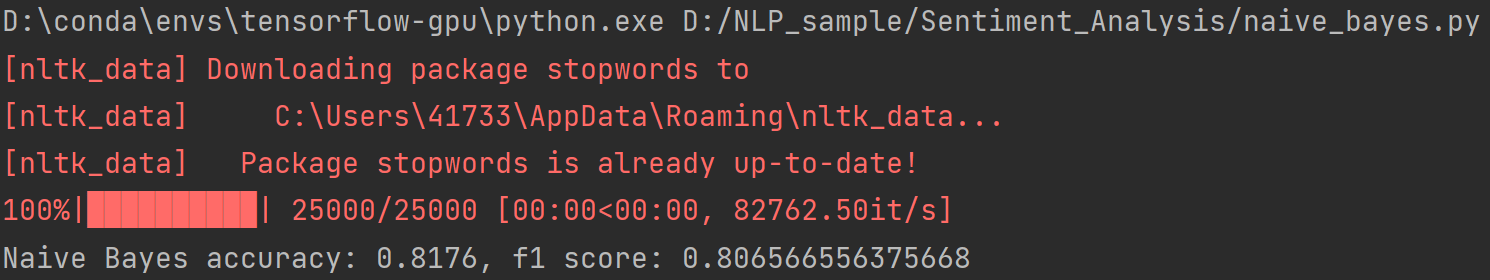 D:\conda\envs\tensorflow-gpu\python.exe D:/NLP_sample/Sentiment_Analysis/naive_bayes.py
[nltk_data] Downloading package stopwords to
[nltk_data]     C:\Users\41733\AppData\Roaming\nltk_data...
[nltk_data]   Package stopwords is already up-to-date!
100%|██████████| 25000/25000 [00:00<00:00, 82762.50it/s]
Naive Bayes accuracy: 0.8176, f1 score: 0.806566556375668